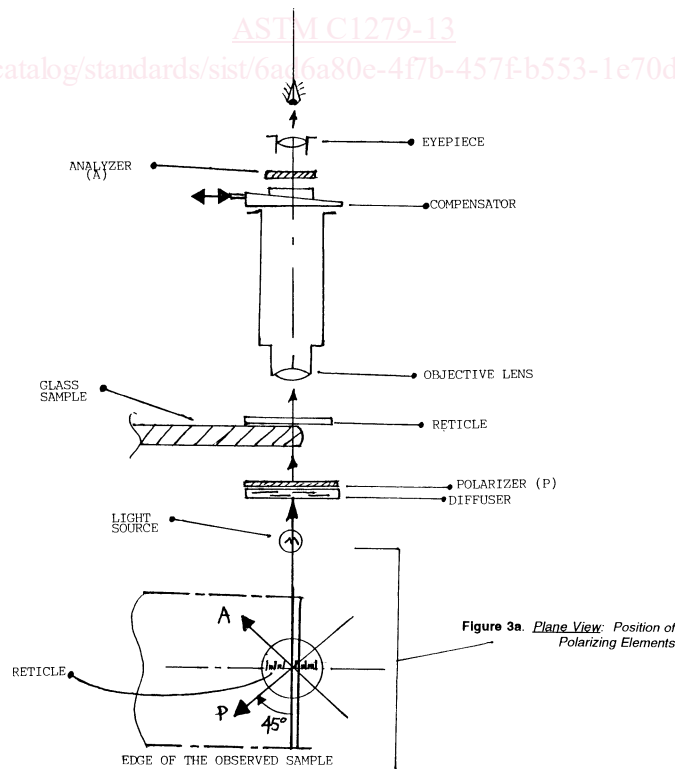 ASTM C1279-13
catalog/standards/sist/6ad6a80e-4f7b-457f-b553-1e70d
EYEPIECE
ANALYZER
(A)
COMPENSATOR
OBJECTIVE LENS
GLASS
SAMPLE
RETICLE
POLARIZER (P)
DIFFUSER
LIGHT
SOURCE
A
Figure 3a. Plane View: Position of
Polarizing Elements
RETICLE
P
45°
EDGE OF THE OBSERVED SAMPLE